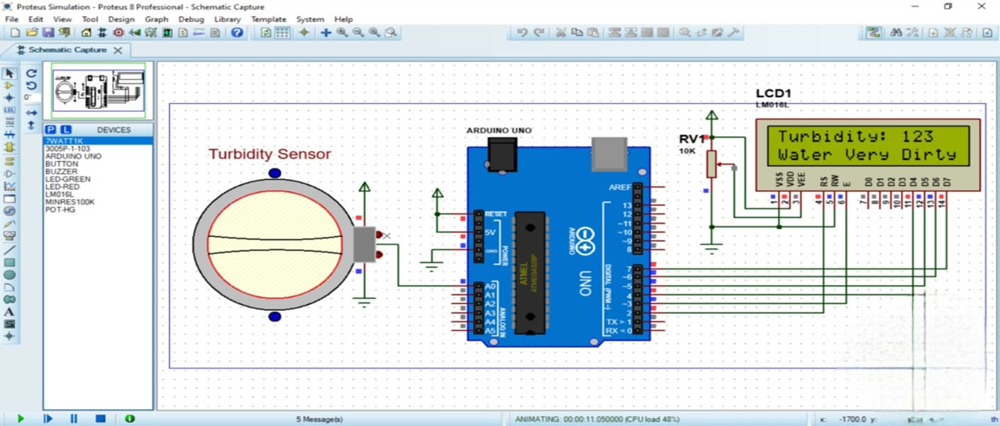 Proteus Simulation - Proteus 8 Professional - Schematic Capture
File Edit View Tool Design Graph Debug Library Template System Help
Schematic Capture
0°
LBL
P L DEVICES
7WATT1K
3005P-1-103
ARDUINO UNO
BUTTON
BUZZER
LED-GREEN
LED-RED
LM016L
MINRES100K
POT-HG
A
S
Turbidity Sensor
ARDUINO UNO
RESET
5V
GND
POWER
A0
A1
A2
A3
A4
A5
ANALOG IN
ATMEL
ATMEGA328P
ARDUINO
UNO
AREF
13
12
~11
~10
~9
8
7
~6
~5
4
~3
2
TX > 1
RX < 0
DIGITAL (PWM~)
RV1
10K
LCD1
LM016L
Turbidity: 123
Water Very Dirty
VSS VDD VEE RS RW E D0 D1 D2 D3 D4 D5 D6 D7
1 2 3 4 5 6 7 8 9 10 11 12 13 14
5 Message(s)
ANIMATING: 00:00:11.050000 (CPU load 48%)
x: -1700.0 y:
th